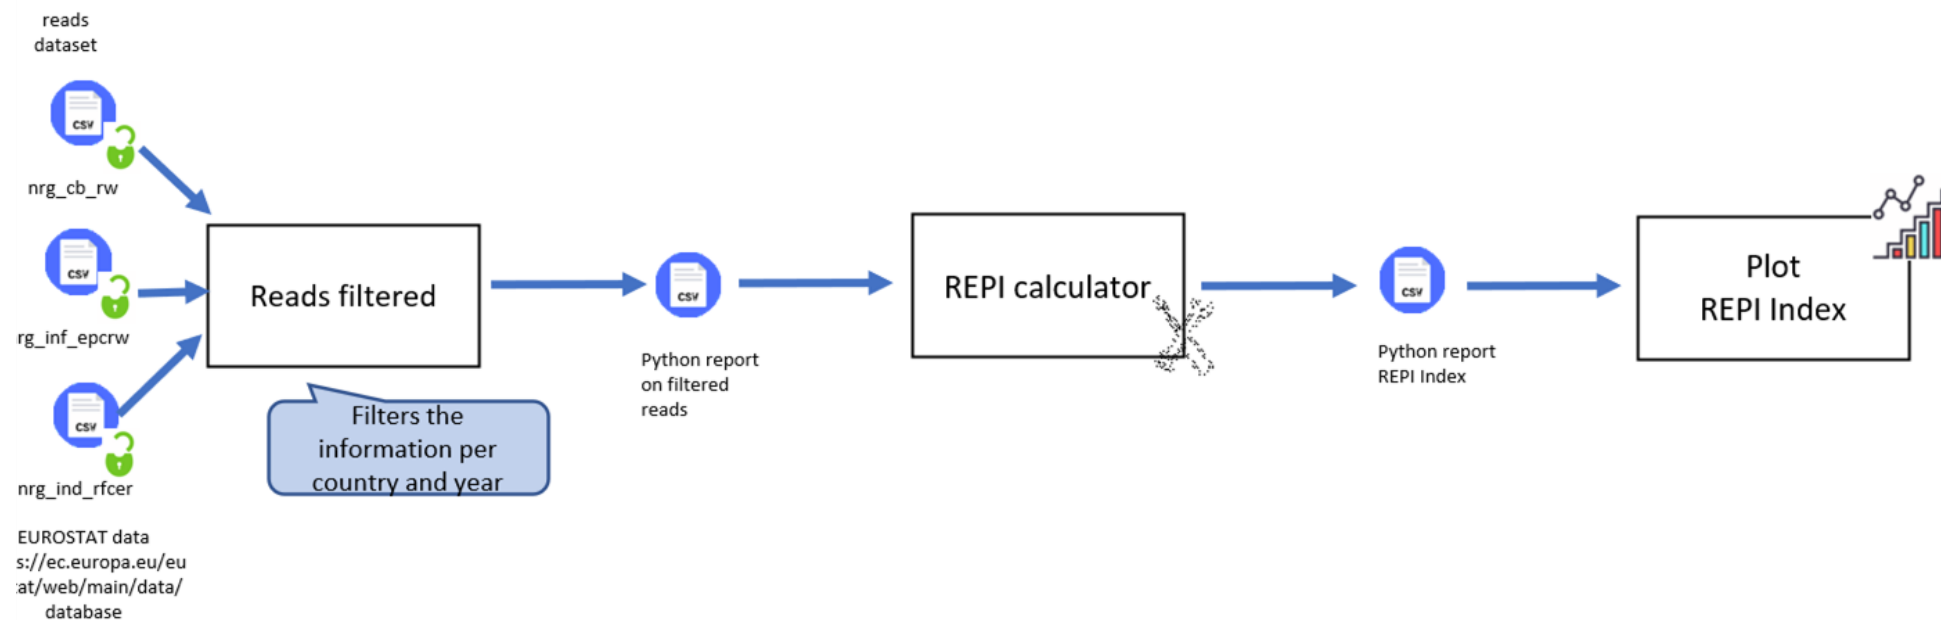 reads
dataset
CSV
nrg_cb_rw
CSV
rg_inf_epcrw
CSV
nrg_ind_rfcer
EUROSTAT data
s://ec.europa.eu/eu
at/web/main/data/
database
Reads filtered
Filters the
information per
country and year
CSV
Python report
on filtered
reads
REPI calculator
CSV
Python report
REPI Index
Plot
REPI Index